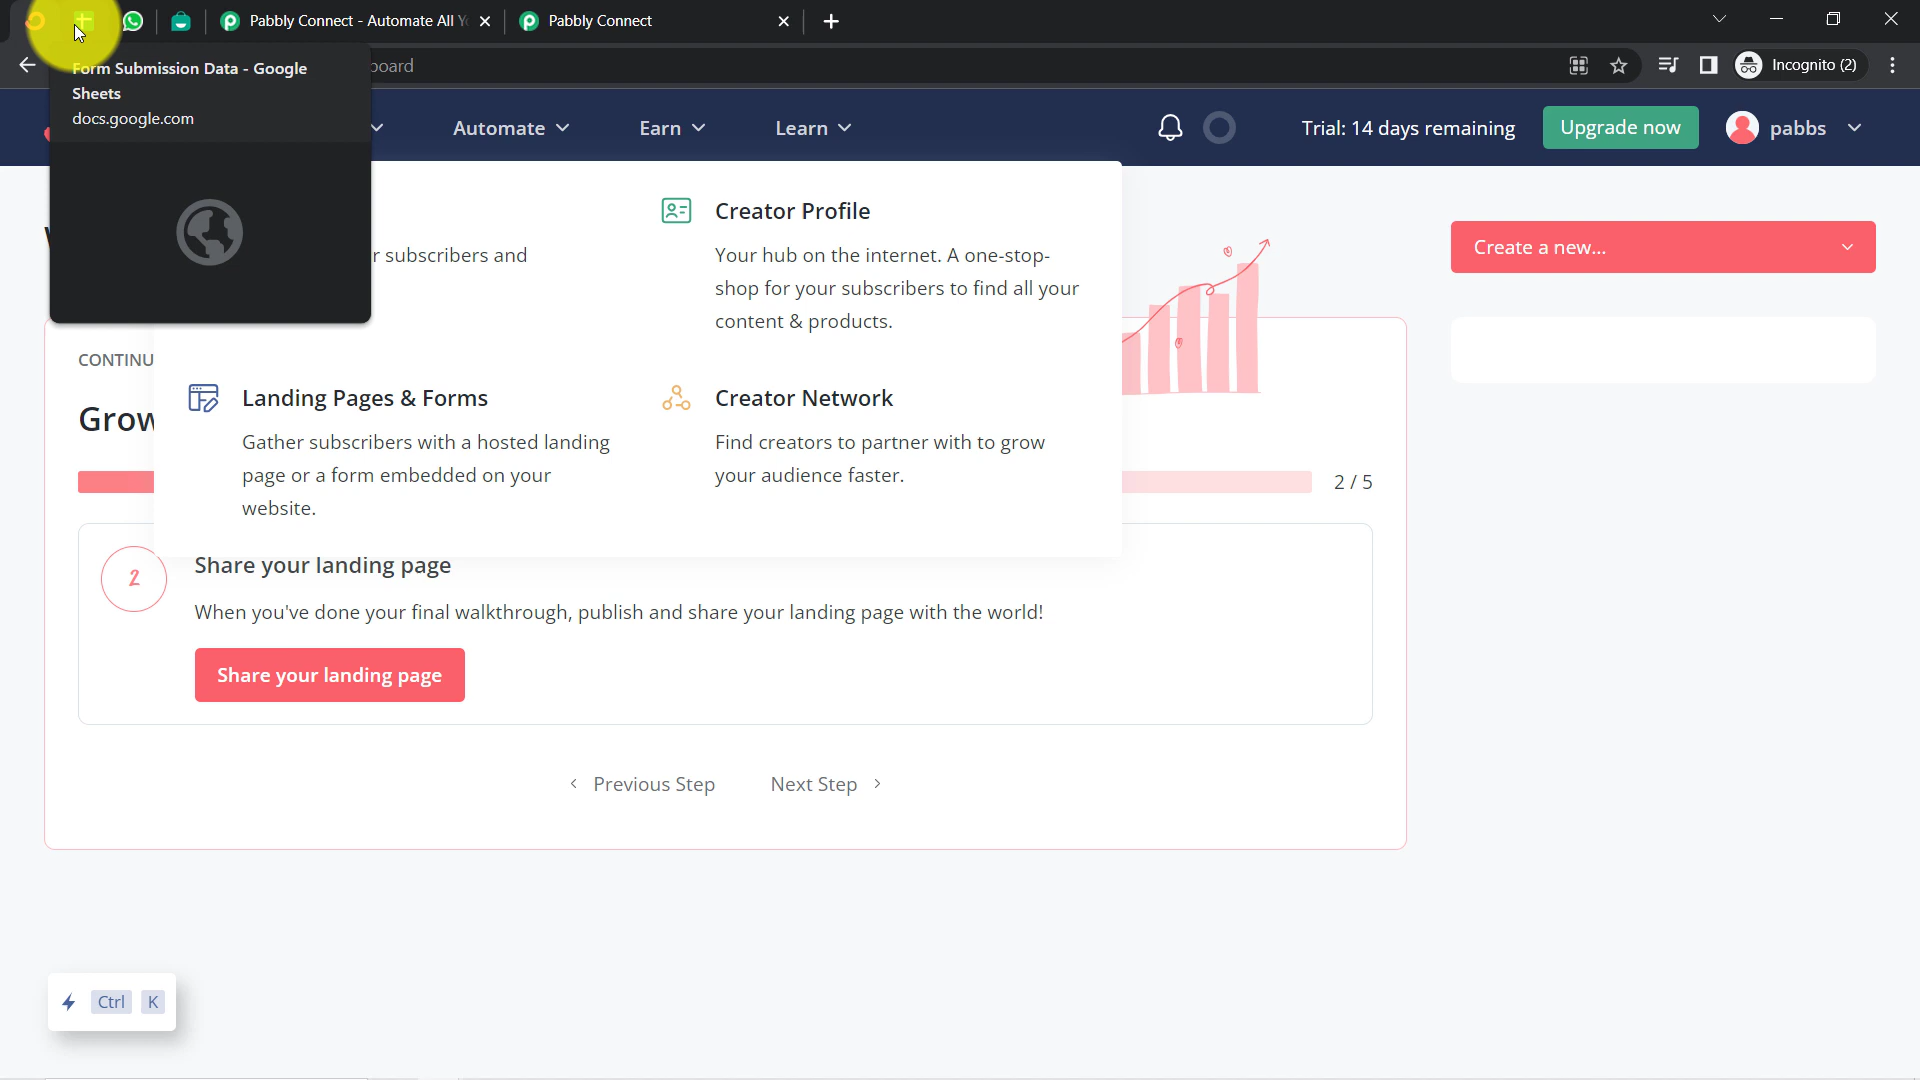 Pabbly Connect - Automate All
Pabbly Connect
Form Submission Data - Google
Sheets
docs.google.com
board
Incognito (2)
Automate
Earn
Learn
Trial: 14 days remaining
Upgrade now
pabbs
r subscribers and
Creator Profile
Your hub on the internet. A one-stop-
shop for your subscribers to find all your
content & products.
Create a new...
CONTINU
Grow
Landing Pages & Forms
Gather subscribers with a hosted landing
page or a form embedded on your
website.
Creator Network
Find creators to partner with to grow
your audience faster.
2 / 5
2
Share your landing page
When you've done your final walkthrough, publish and share your landing page with the world!
Share your landing page
Previous Step
Next Step
Ctrl K